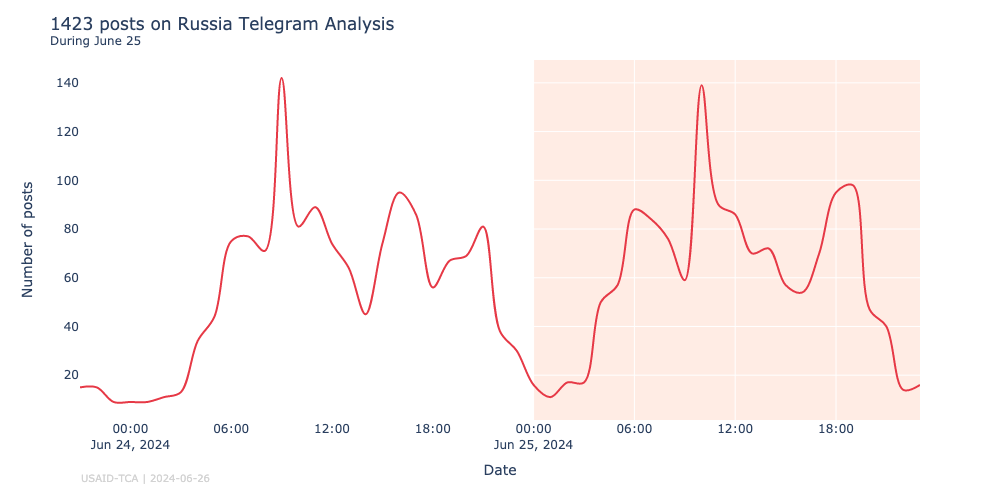 1423 posts on Russia Telegram Analysis
During June 25
140
120
100
80
60
40
20
Number of posts
00:00 06:00 12:00 18:00 00:00 06:00 12:00 18:00
Jun 24, 2024 Jun 25, 2024
Date
USAID-TCA | 2024-06-26